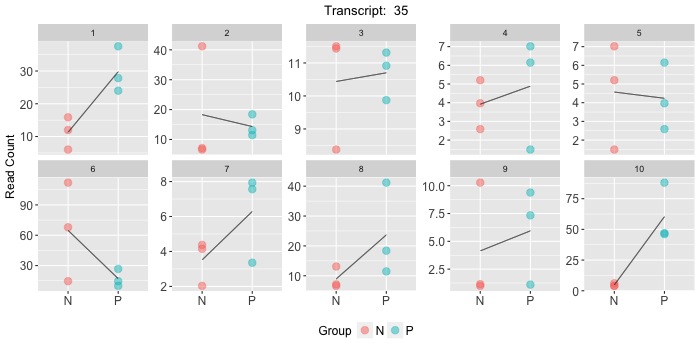 Transcript: 35
1 2 3 4 5
30 20 10
40 30 20 10
11 10 9
7 6 5 4 3 2
7 6 5 4 3 2
Read Count
6 7 8 9 10
90 60 30
8 6 4 2
40 30 20 10
10.0 7.5 5.0 2.5
75 50 25 0
N P N P N P N P N P
Group N P